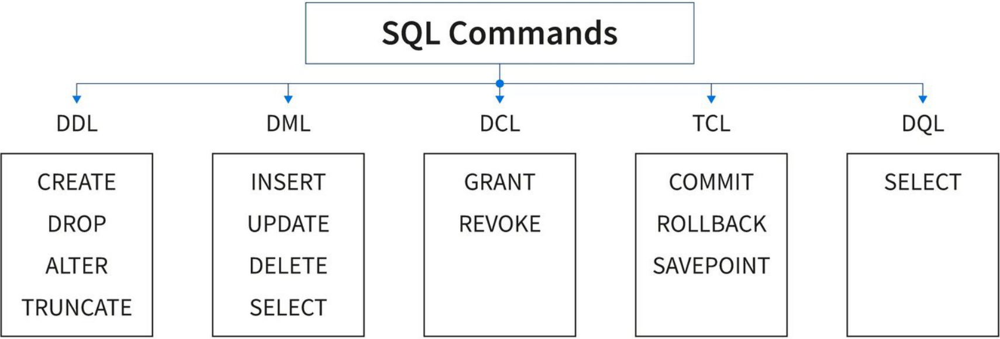 SQL Commands
DDL
DML
DCL
TCL
DQL
CREATE
DROP
ALTER
TRUNCATE
INSERT
UPDATE
DELETE
SELECT
GRANT
REVOKE
COMMIT
ROLLBACK
SAVEPOINT
SELECT